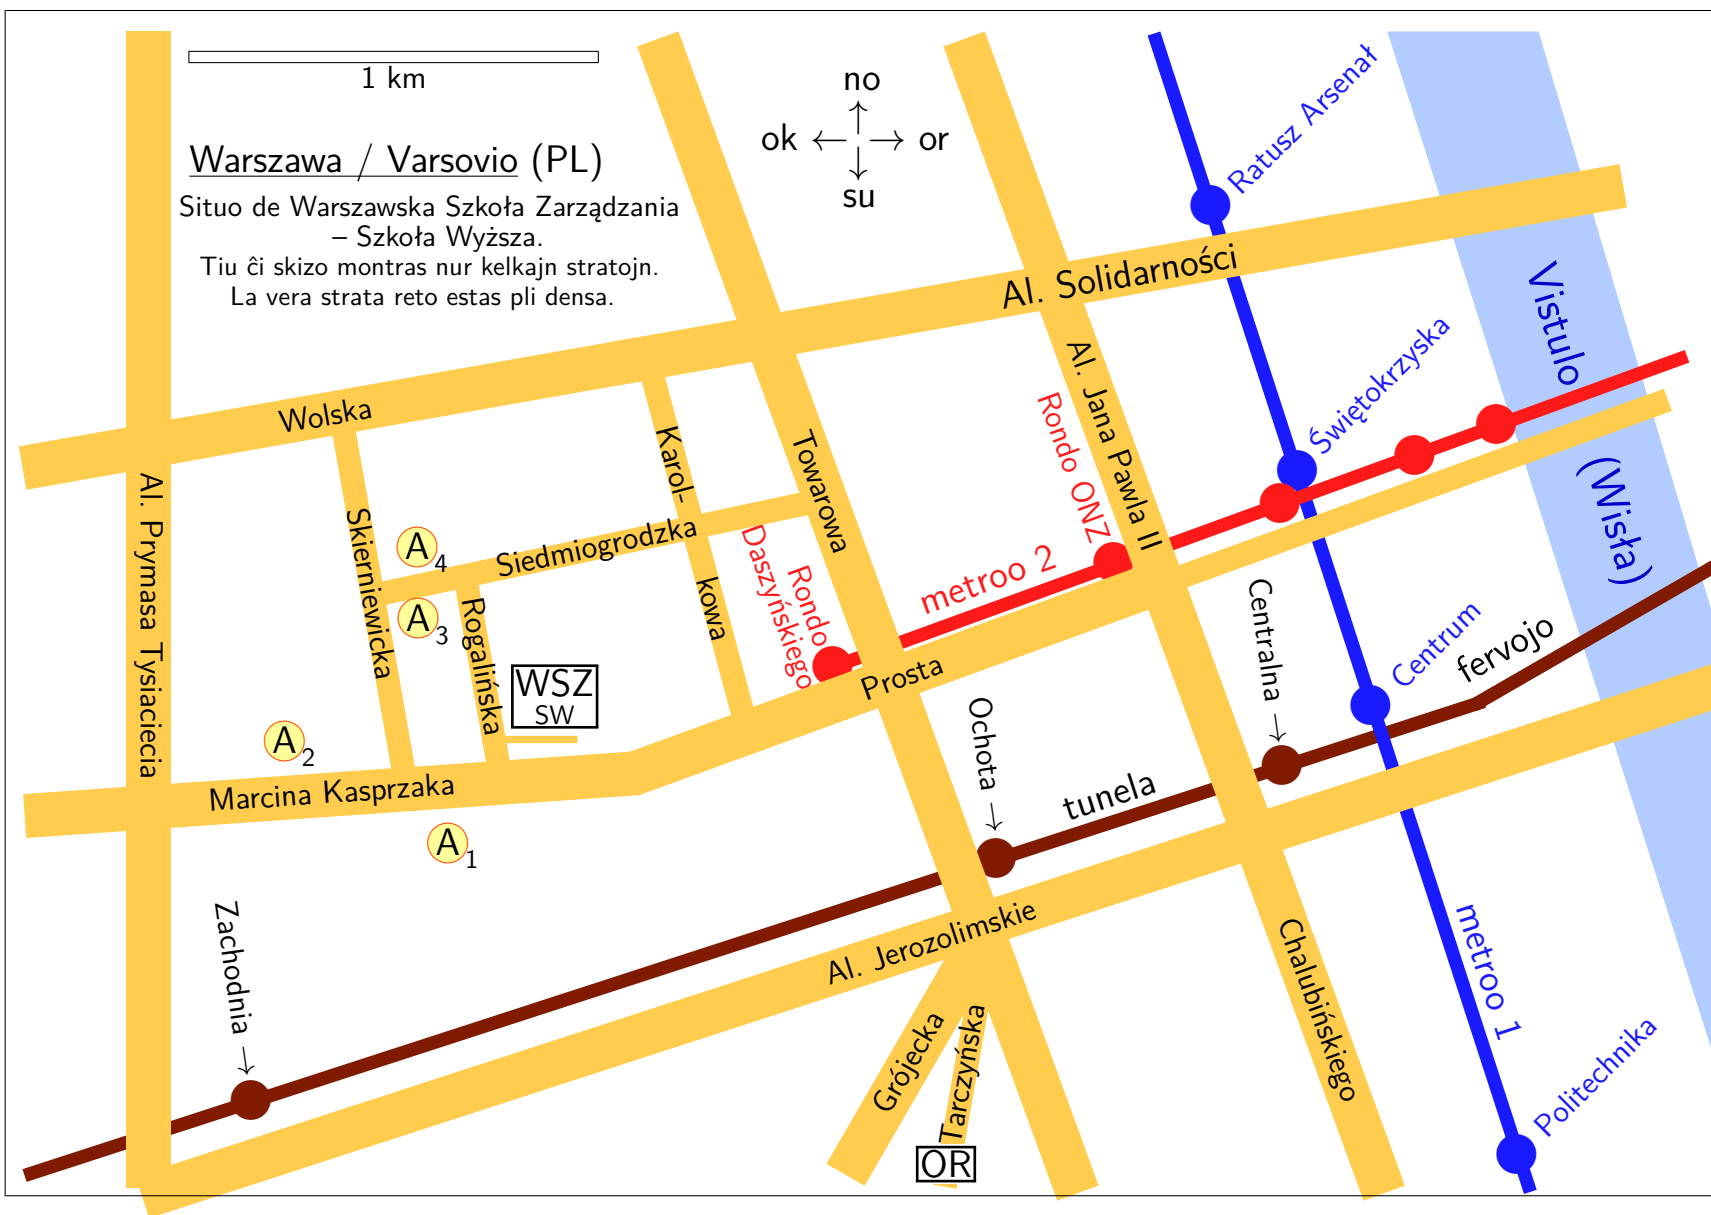 1 km
no
ok
or
su
Warszawa / Varsovio (PL)
Situo de Warszawska Szkoła Zarządzania
– Szkoła Wyższa.
Tiu ĉi skizo montras nur kelkajn stratojn.
La vera strata reto estas pli densa.
Ratusz Arsenał
Al. Solidarności
Vistulo
(Wisła)
Świętokrzyska
Al. Jana Pawla II
Rondo ONZ
Wolska
Karol-
kowa
Towarowa
Al. Prymasa Tysiaciecia
Skierniewicka
A4
Siedmiogrodzka
A3
Rogalińska
Rondo
Daszyńskiego
metroo 2
WSZ
SW
Prosta
Centralna
Centrum
fervojo
A2
Marcina Kasprzaka
A1
Ochota
tunela
Zachodnia
Al. Jerozolimskie
Chalubińskiego
metroo 1
Grójecka
Tarczyńska
OR
Politechnika